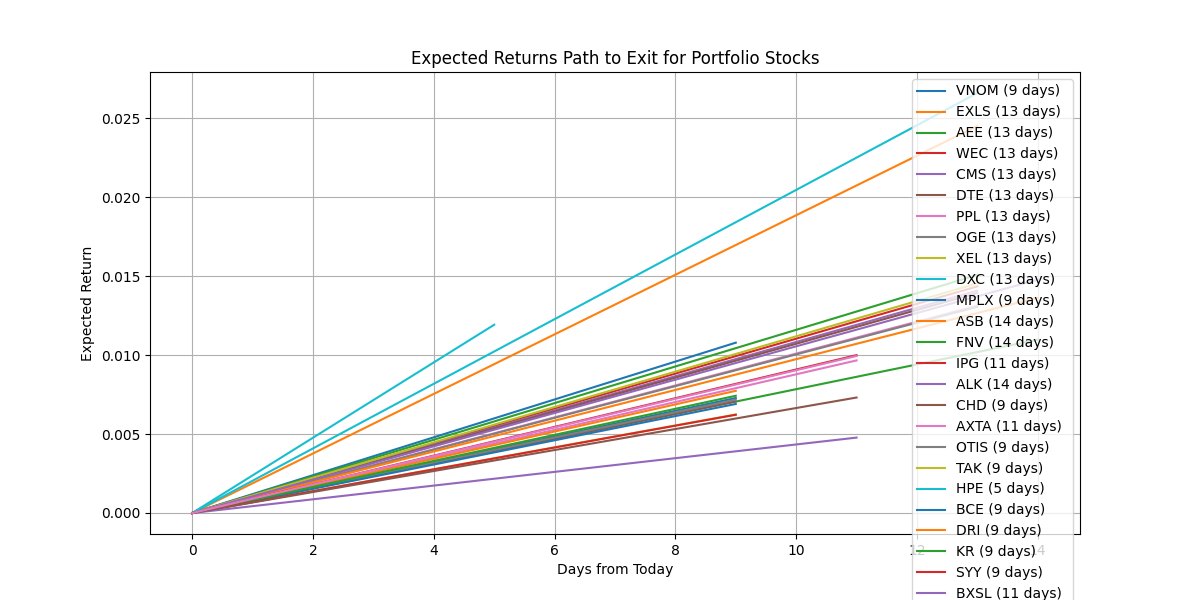 Expected Returns Path to Exit for Portfolio Stocks
Expected Return
0.025
0.020
0.015
0.010
0.005
0.000
0
2
4
6
8
10
12
14
Days from Today
VNOM (9 days)
EXLS (13 days)
AEE (13 days)
WEC (13 days)
CMS (13 days)
DTE (13 days)
PPL (13 days)
OGE (13 days)
XEL (13 days)
DXC (13 days)
MPLX (9 days)
ASB (14 days)
FNV (14 days)
IPG (11 days)
ALK (14 days)
CHD (9 days)
AXTA (11 days)
OTIS (9 days)
TAK (9 days)
HPE (5 days)
BCE (9 days)
DRI (9 days)
KR (9 days)
SYY (9 days)
BXSL (11 days)